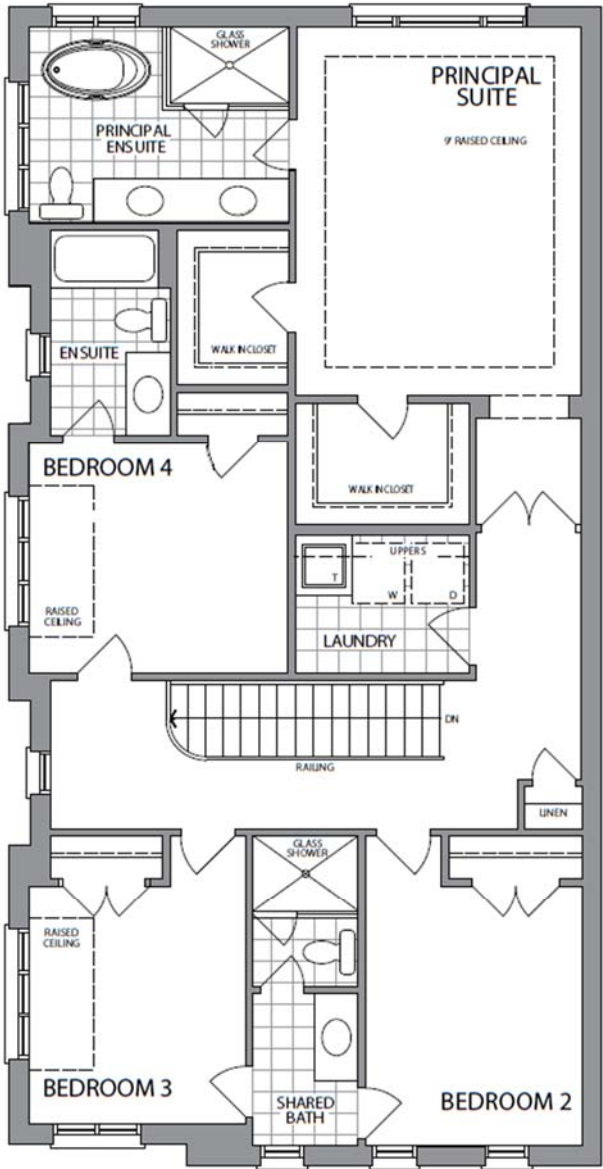 GLASS
SHOWER
PRINCIPAL
SUITE
9' RAISED CEILING
PRINCIPAL
ENSUITE
ENSUITE
WALK IN CLOSET
WALK IN CLOSET
BEDROOM 4
RAISED
CEILING
UPPERS
T
W
D
LAUNDRY
DN
RAILING
LINEN
GLASS
SHOWER
RAISED
CEILING
BEDROOM 3
SHARED
BATH
BEDROOM 2